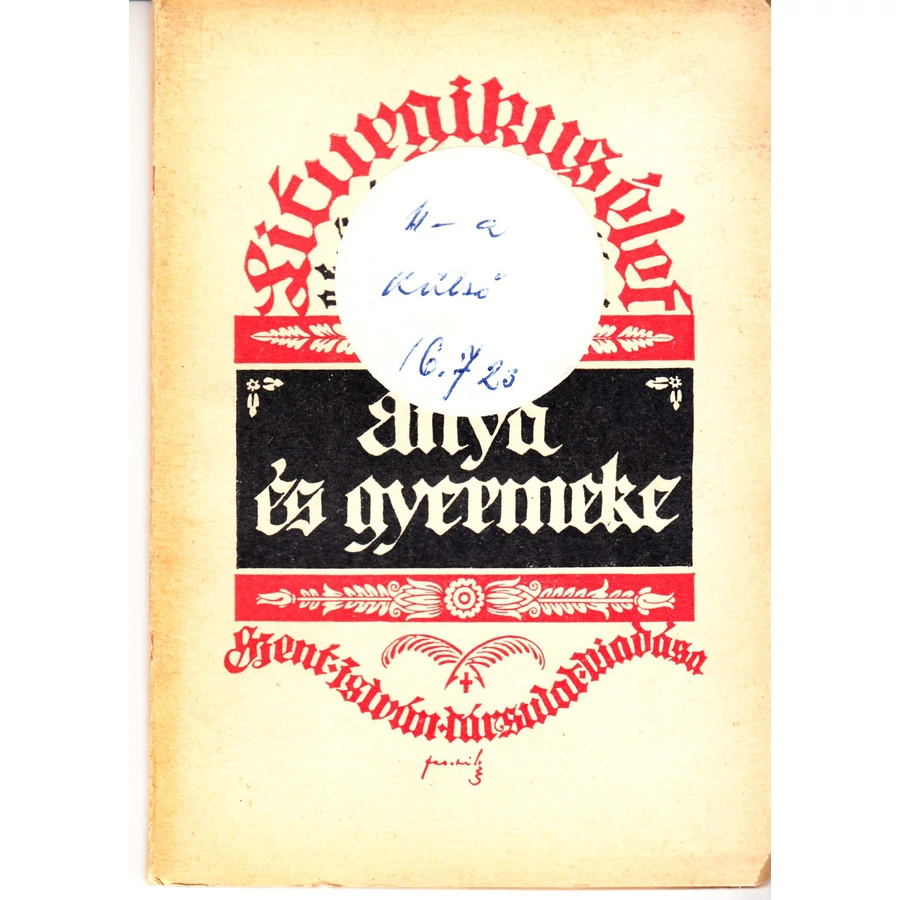 Liturgikus élet
II–a
Külső
16.7 23
Anya
és gyermeke
Szent·István·társulat·kiadása